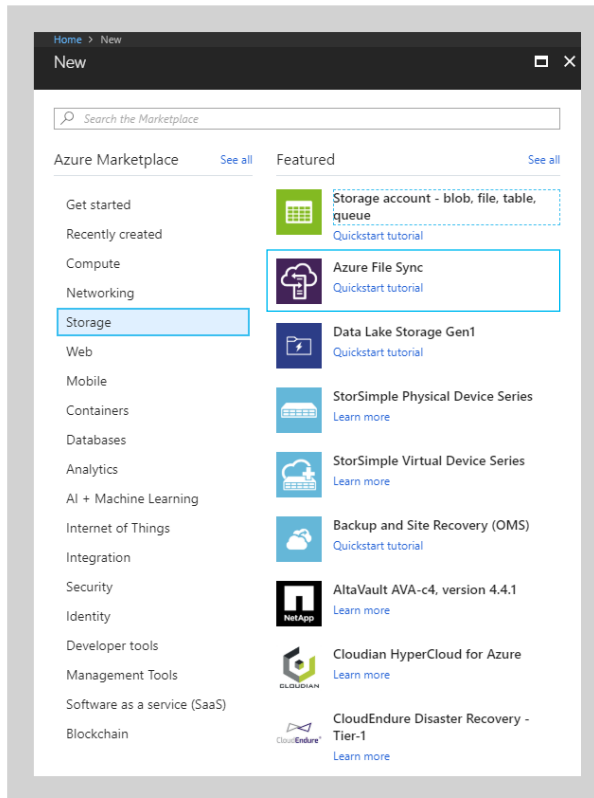 Home > New
New
Search the Marketplace
Azure Marketplace
See all
Get started
Recently created
Compute
Networking
Storage
Web
Mobile
Containers
Databases
Analytics
AI + Machine Learning
Internet of Things
Integration
Security
Identity
Developer tools
Management Tools
Software as a service (SaaS)
Blockchain
Featured
See all
Storage account - blob, file, table,
queue
Quickstart tutorial
Azure File Sync
Quickstart tutorial
Data Lake Storage Gen1
Quickstart tutorial
StorSimple Physical Device Series
Learn more
StorSimple Virtual Device Series
Learn more
Backup and Site Recovery (OMS)
Quickstart tutorial
NetApp
AltaVault AVA-c4, version 4.4.1
Learn more
CLOUDIAN
Cloudian HyperCloud for Azure
Learn more
CloudEndure
CloudEndure Disaster Recovery -
Tier-1
Learn more